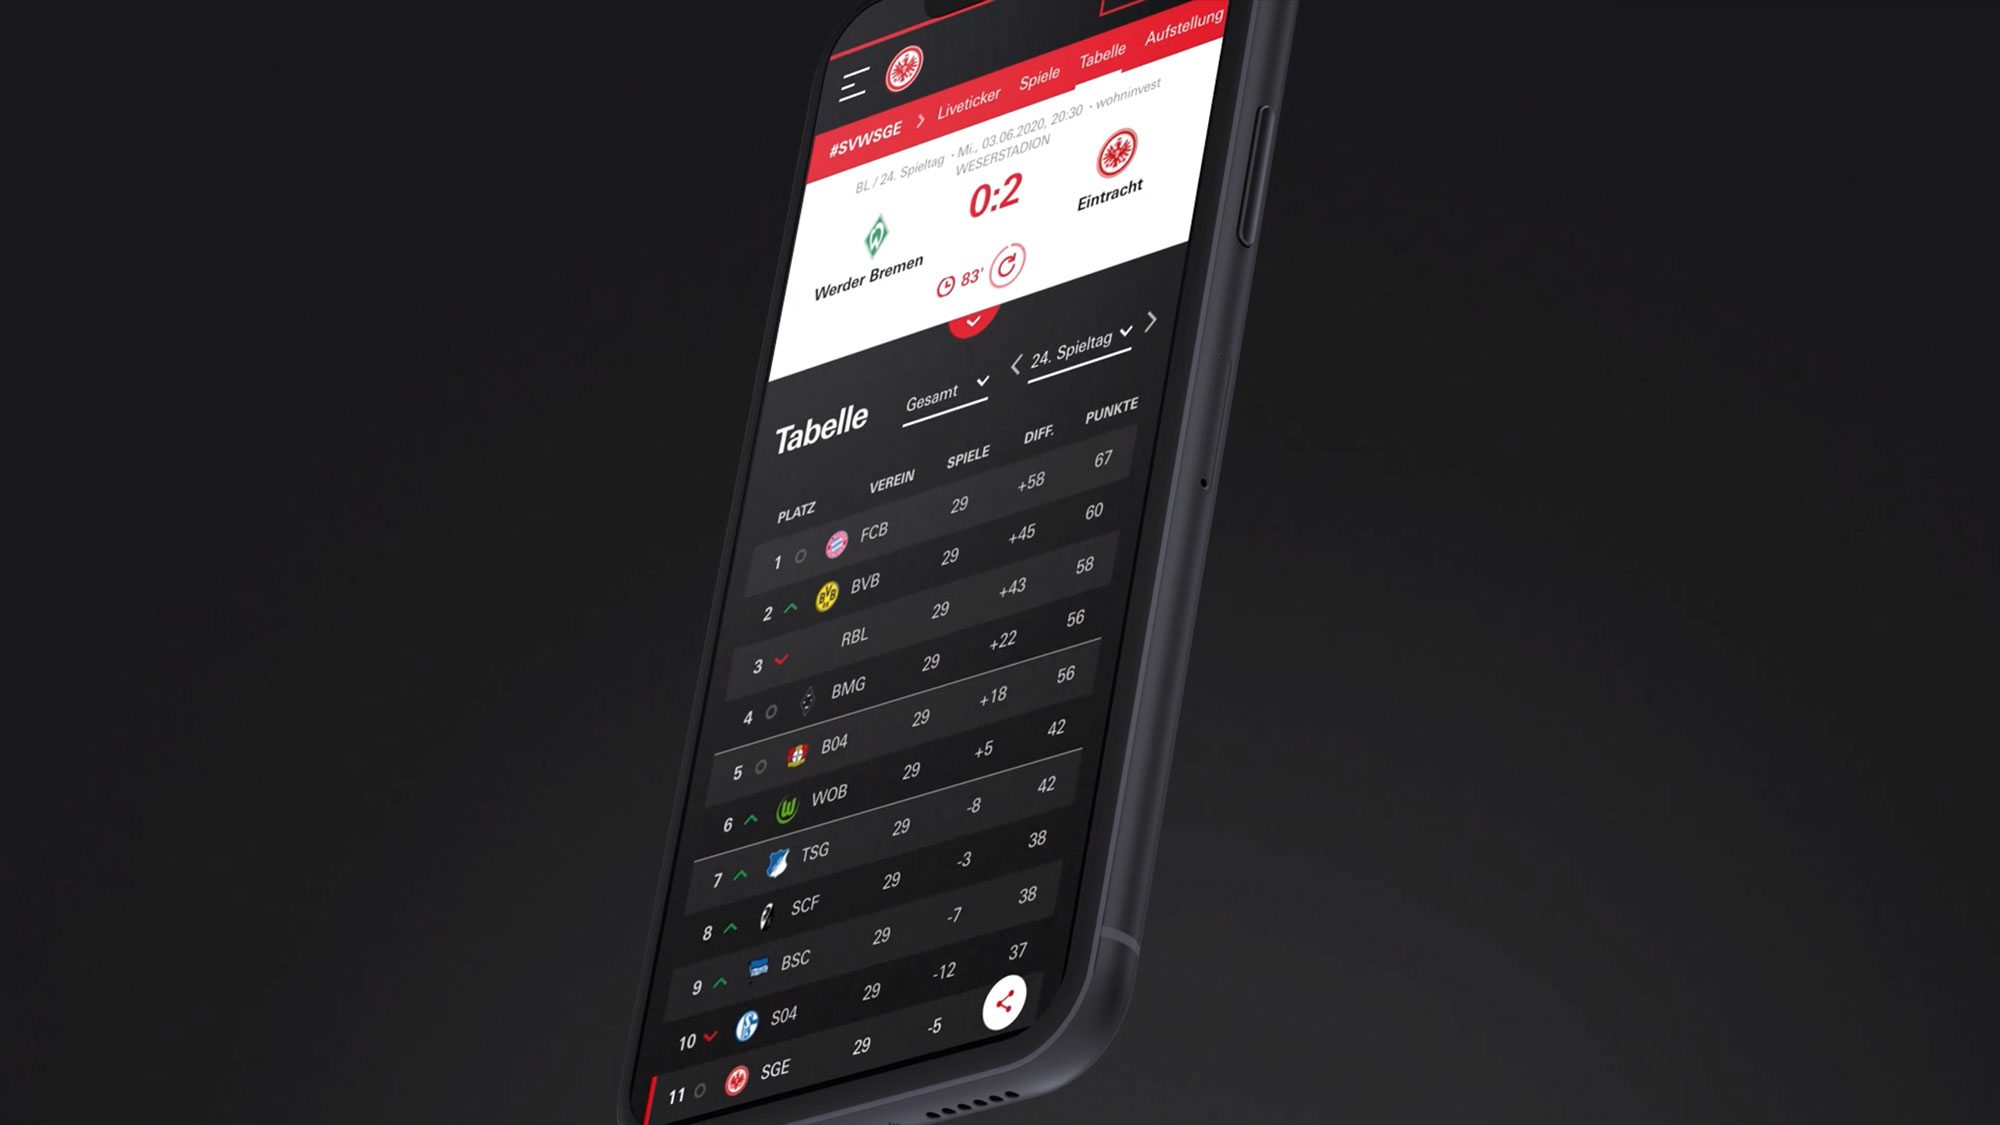 #SVWSGE Liveticker Spiele Tabelle Aufstellung
BL / 24. Spieltag · Mi., 03.06.2020, 20:30 · wohninvest
WESERSTADION
Werder Bremen 0:2 Eintracht
83'
Tabelle Gesamt 24. Spieltag
PLATZ VEREIN SPIELE DIFF. PUNKTE
1 FCB 29 +58 67
2 BVB 29 +45 60
3 RBL 29 +43 58
4 BMG 29 +22 56
5 B04 29 +18 56
6 WOB 29 +5 42
7 TSG 29 -8 42
8 SCF 29 -3 38
9 BSC 29 -7 38
10 S04 29 -12 37
11 SGE 29 -5